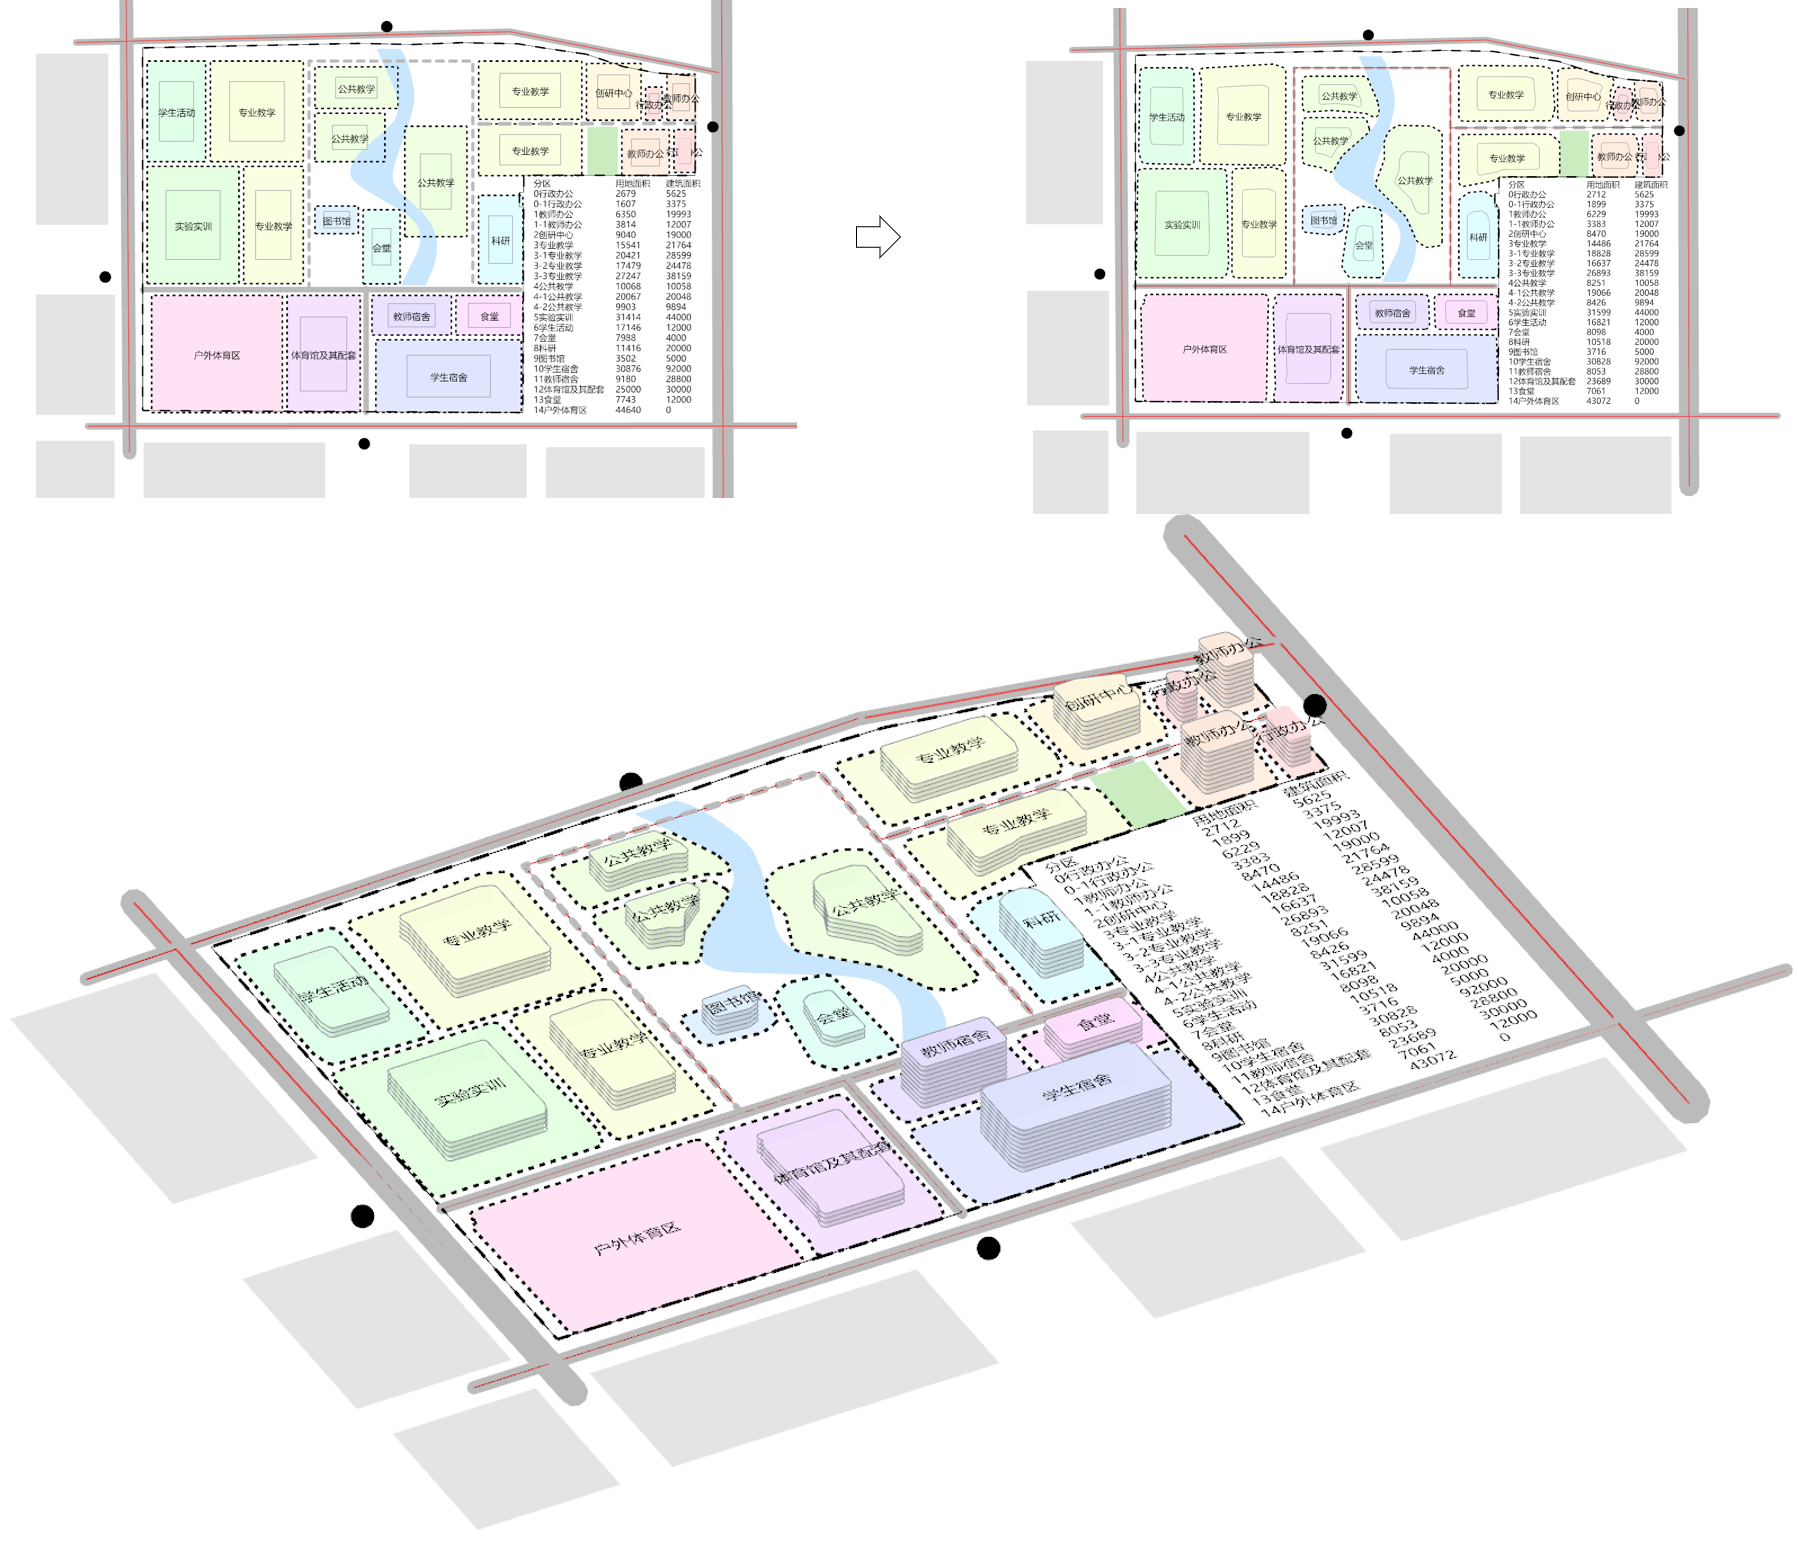 学生活动
专业教学
公共教学
公共教学
公共教学
专业教学
创研中心
行政办公
教师办公
专业教学
教师办公
实验实训
专业教学
图书馆
会堂
科研
户外体育区
体育馆及其配套
教师宿舍
食堂
学生宿舍
分区 用地面积 建筑面积
0行政办公 2679 5625
0-1行政办公 1607 3375
1教师办公 6350 19993
1-1教师办公 3814 12007
2创研中心 9040 19000
3专业教学 15541 21764
3-1专业教学 20421 28599
3-2专业教学 17479 24478
3-3专业教学 27247 38159
4公共教学 10068 10058
4-1公共教学 20067 20048
4-2公共教学 9903 9894
5实验实训 31414 44000
6学生活动 17146 12000
7会堂 7988 4000
8科研 11416 20000
9图书馆 3502 5000
10学生宿舍 30876 92000
11教师宿舍 9180 28800
12体育馆及其配套 25000 30000
13食堂 7743 12000
14户外体育区 44640 0
学生活动
专业教学
公共教学
公共教学
公共教学
专业教学
创研中心
行政办公
教师办公
专业教学
教师办公
实验实训
专业教学
图书馆
会堂
科研
户外体育区
体育馆及其配套
教师宿舍
食堂
学生宿舍
分区 用地面积 建筑面积
0行政办公 2712 5625
0-1行政办公 1899 3375
1教师办公 6229 19993
1-1教师办公 3383 12007
2创研中心 8470 19000
3专业教学 14486 21764
3-1专业教学 18828 28599
3-2专业教学 16637 24478
3-3专业教学 26893 38159
4公共教学 8251 10058
4-1公共教学 19066 20048
4-2公共教学 8426 9894
5实验实训 31599 44000
6学生活动 16821 12000
7会堂 8098 4000
8科研 10518 20000
9图书馆 3716 5000
10学生宿舍 30828 92000
11教师宿舍 8053 28800
12体育馆及其配套 23689 30000
13食堂 7061 12000
14户外体育区 43072 0
教师办公
行政办公
创研中心
教师办公
行政办公
专业教学
专业教学
公共教学
公共教学
公共教学
科研
专业教学
学生活动
图书馆
会堂
食堂
教师宿舍
专业教学
实验实训
学生宿舍
体育馆及其配套
户外体育区
分区 用地面积 建筑面积
0行政办公 2712 5625
0-1行政办公 1899 3375
1教师办公 6229 19993
1-1教师办公 3383 12007
2创研中心 8470 19000
3专业教学 14486 21764
3-1专业教学 18828 28599
3-2专业教学 16637 24478
3-3专业教学 26893 38159
4公共教学 8251 10058
4-1公共教学 19066 20048
4-2公共教学 8426 9894
5实验实训 31599 44000
6学生活动 16821 12000
7会堂 8098 4000
8科研 10518 20000
9图书馆 3716 5000
10学生宿舍 30828 92000
11教师宿舍 8053 28800
12体育馆及其配套 23689 30000
13食堂 7061 12000
14户外体育区 43072 0